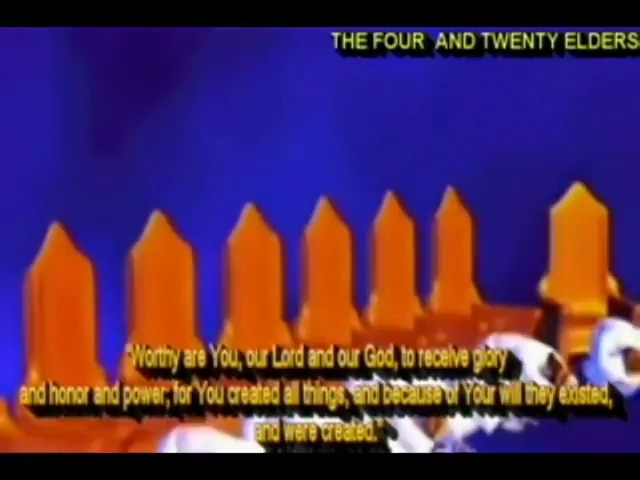 THE FOUR AND TWENTY ELDERS
"Worthy are You, our Lord and our God, to receive glory
and honor and power; for You created all things, and because of Your will they existed,
and were created."